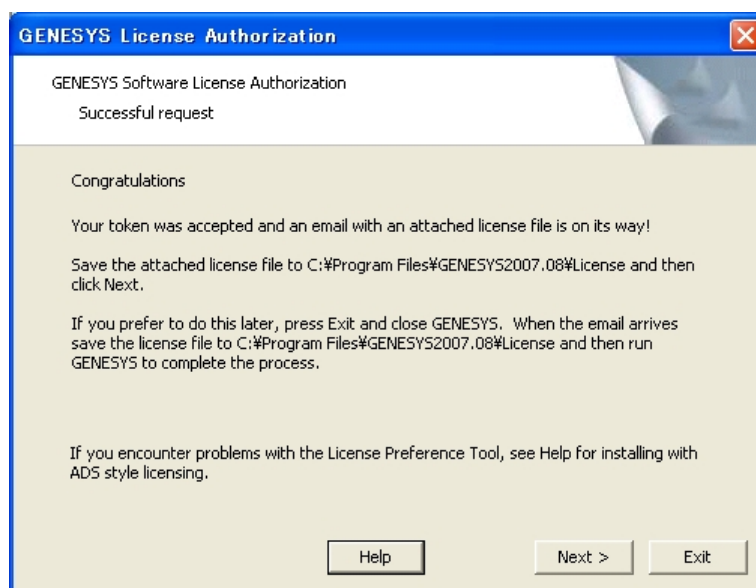 GENESYS License Authorization
GENESYS Software License Authorization
Successful request
Congratulations
Your token was accepted and an email with an attached license file is on its way!
Save the attached license file to C:¥Program Files¥GENESYS2007.08¥License and then
click Next.
If you prefer to do this later, press Exit and close GENESYS.  When the email arrives
save the license file to C:¥Program Files¥GENESYS2007.08¥License and then run
GENESYS to complete the process.
If you encounter problems with the License Preference Tool, see Help for installing with
ADS style licensing.
Help Next > Exit